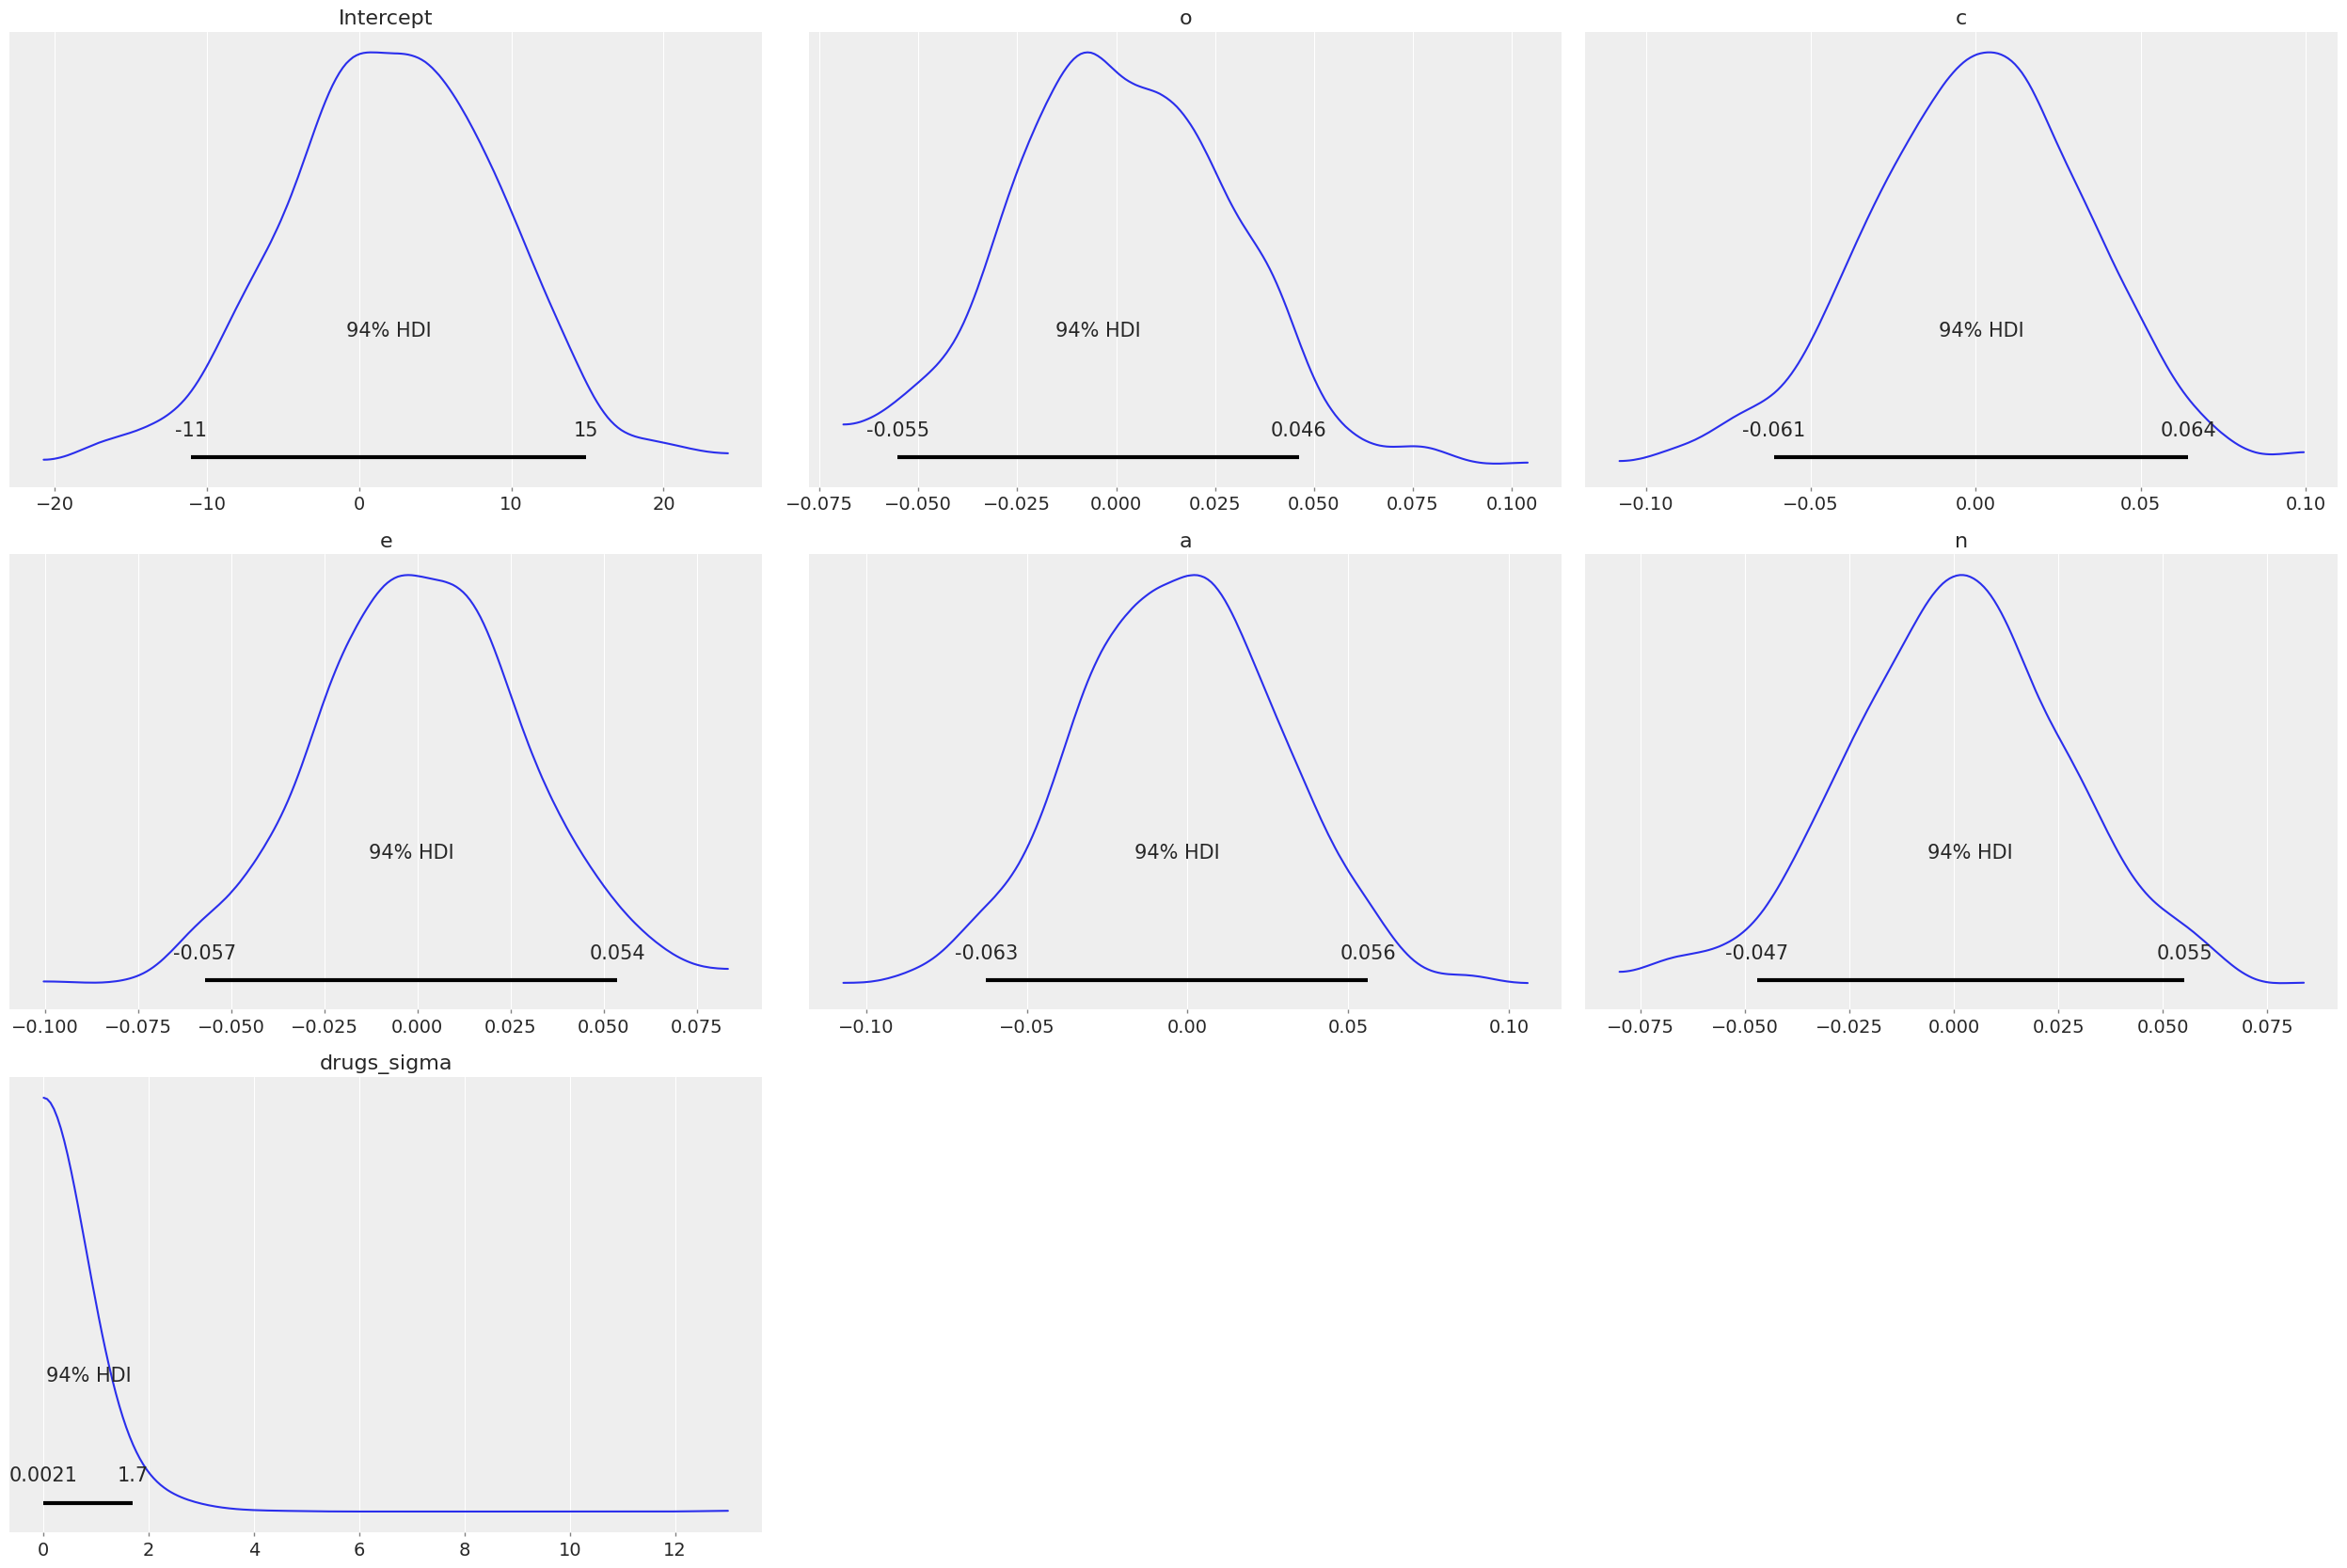 Intercept
94% HDI
-11 15
−20 −10 0 10 20
o
94% HDI
-0.055 0.046
−0.075 −0.050 −0.025 0.000 0.025 0.050 0.075 0.100
c
94% HDI
-0.061 0.064
−0.10 −0.05 0.00 0.05 0.10
e
94% HDI
-0.057 0.054
−0.100 −0.075 −0.050 −0.025 0.000 0.025 0.050 0.075
a
94% HDI
-0.063 0.056
−0.10 −0.05 0.00 0.05 0.10
n
94% HDI
-0.047 0.055
−0.075 −0.050 −0.025 0.000 0.025 0.050 0.075
drugs_sigma
94% HDI
0.0021 1.7
0 2 4 6 8 10 12